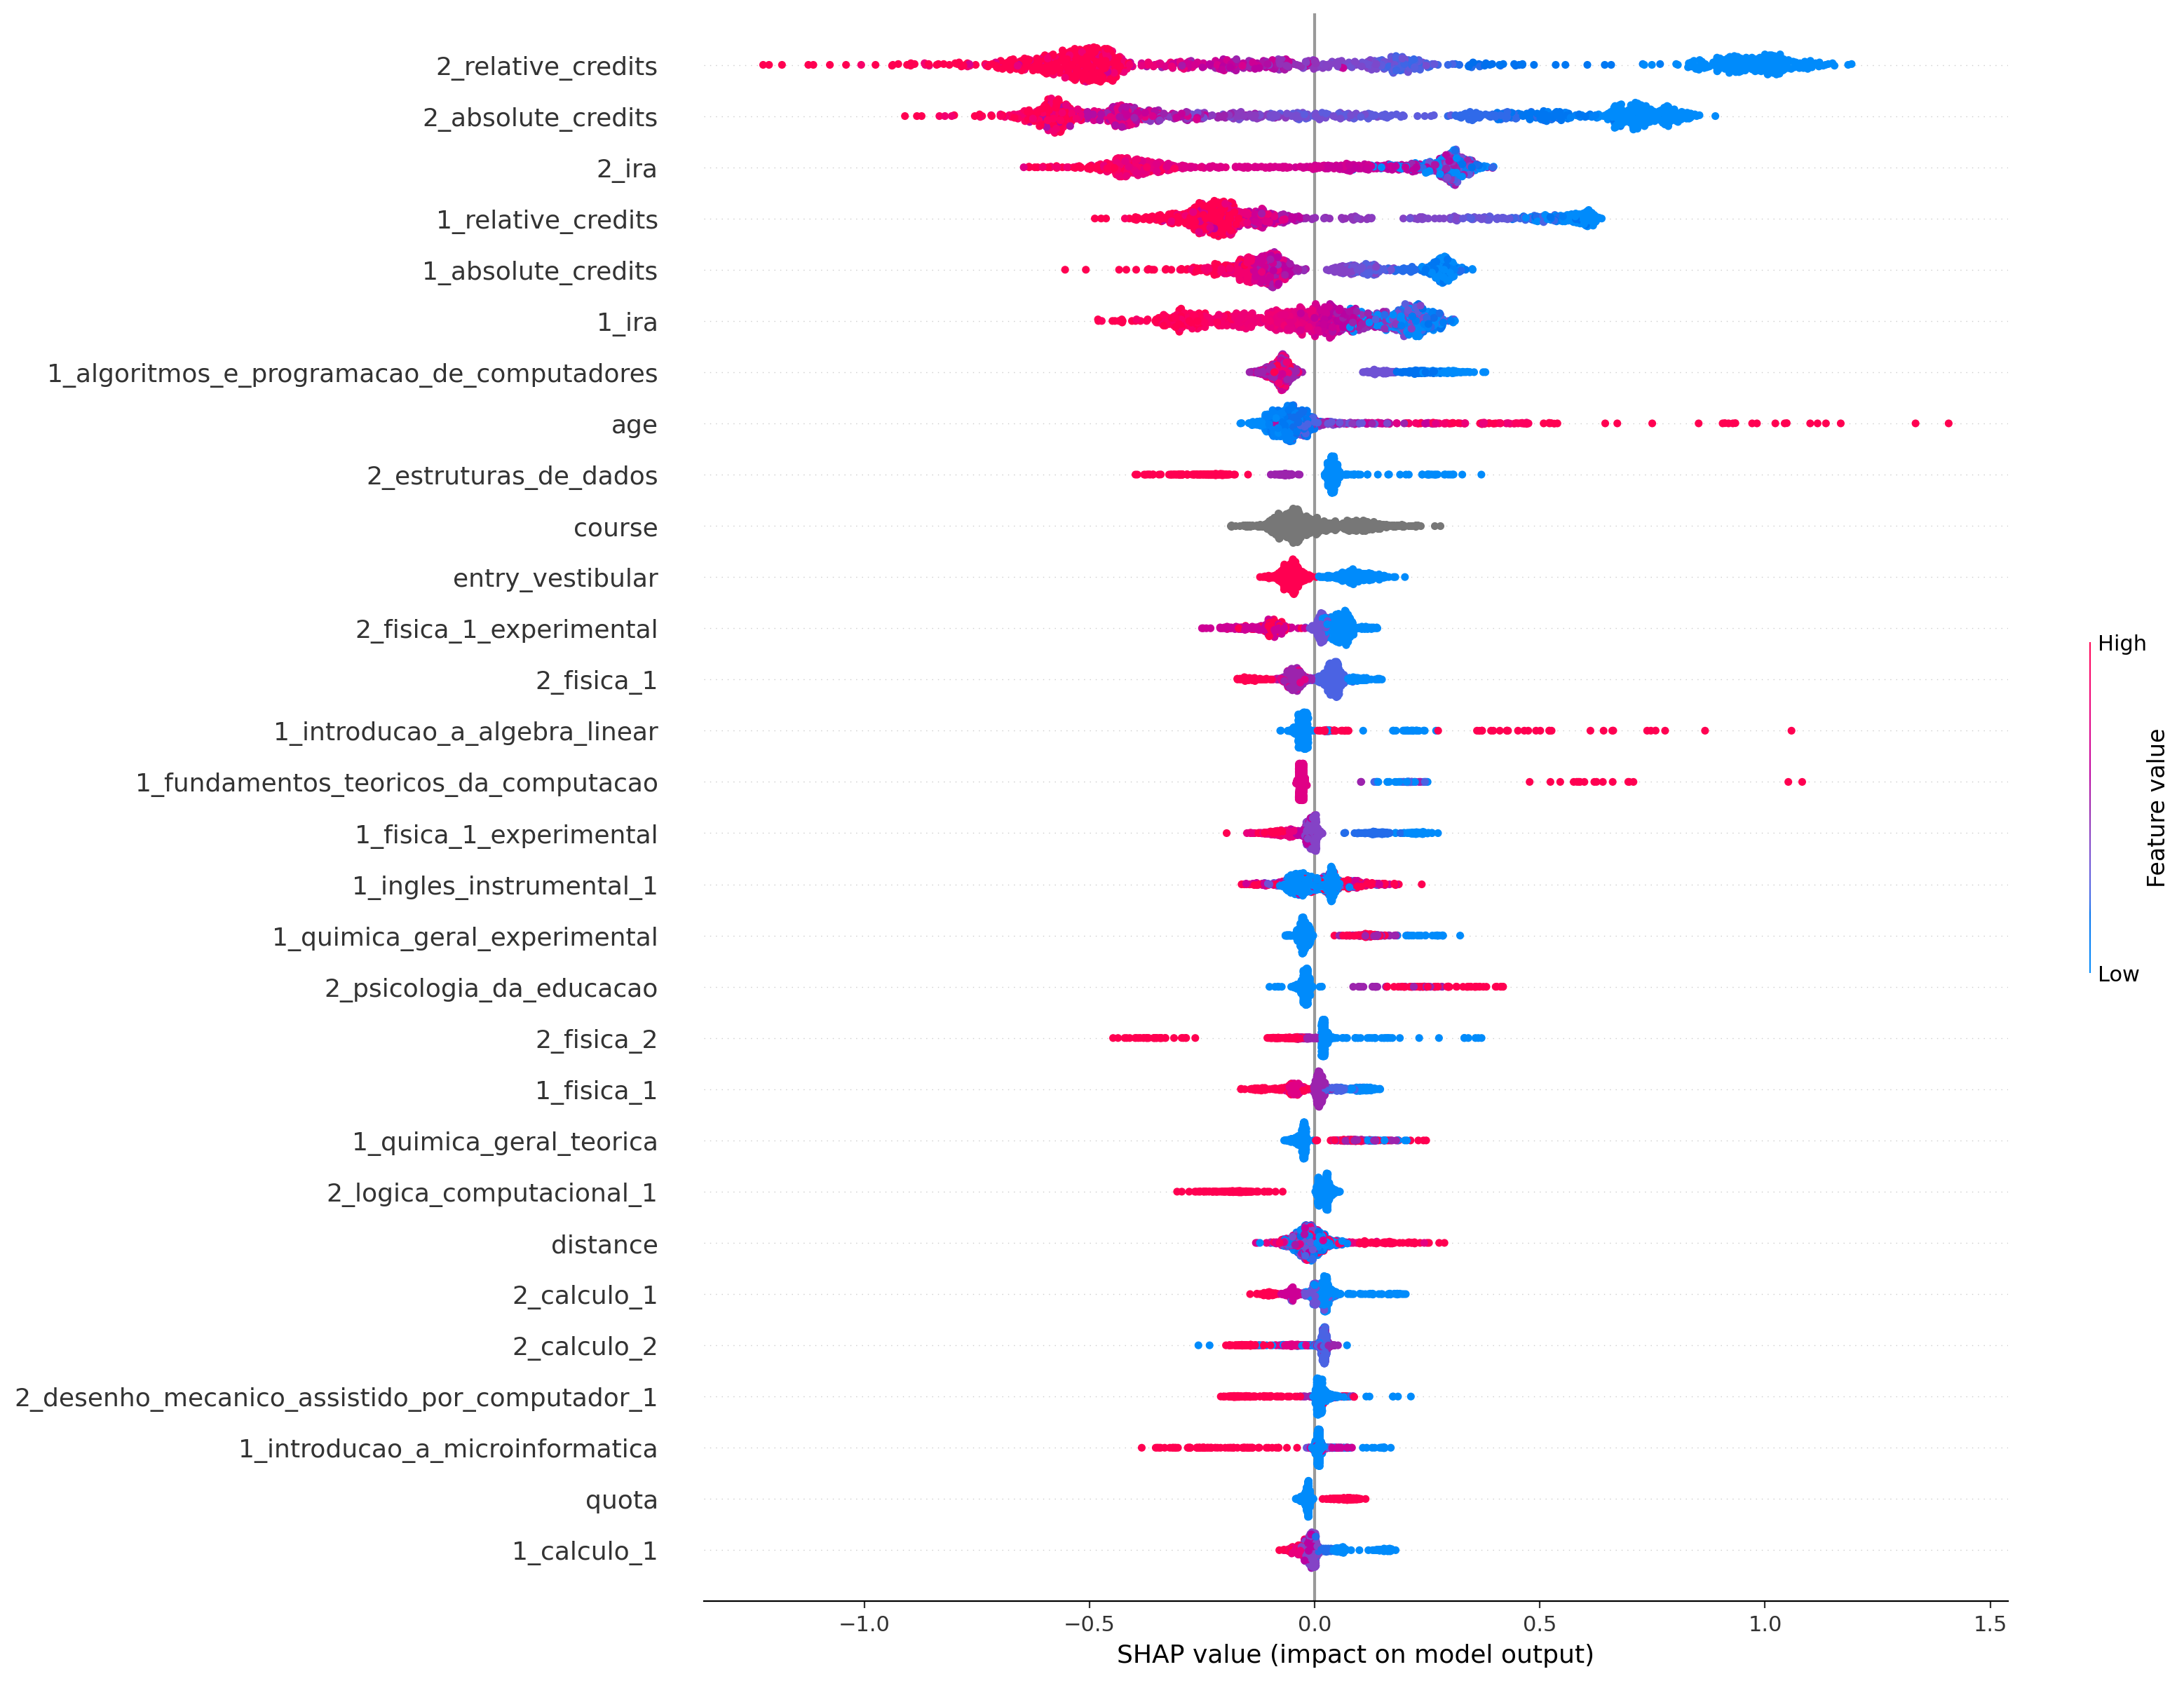 2_relative_credits
2_absolute_credits
2_ira
1_relative_credits
1_absolute_credits
1_ira
1_algoritmos_e_programacao_de_computadores
age
2_estruturas_de_dados
course
entry_vestibular
2_fisica_1_experimental
2_fisica_1
1_introducao_a_algebra_linear
1_fundamentos_teoricos_da_computacao
1_fisica_1_experimental
1_ingles_instrumental_1
1_quimica_geral_experimental
2_psicologia_da_educacao
2_fisica_2
1_fisica_1
1_quimica_geral_teorica
2_logica_computacional_1
distance
2_calculo_1
2_calculo_2
2_desenho_mecanico_assistido_por_computador_1
1_introducao_a_microinformatica
quota
1_calculo_1
−1.0 −0.5 0.0 0.5 1.0 1.5
SHAP value (impact on model output)
High
Feature value
Low